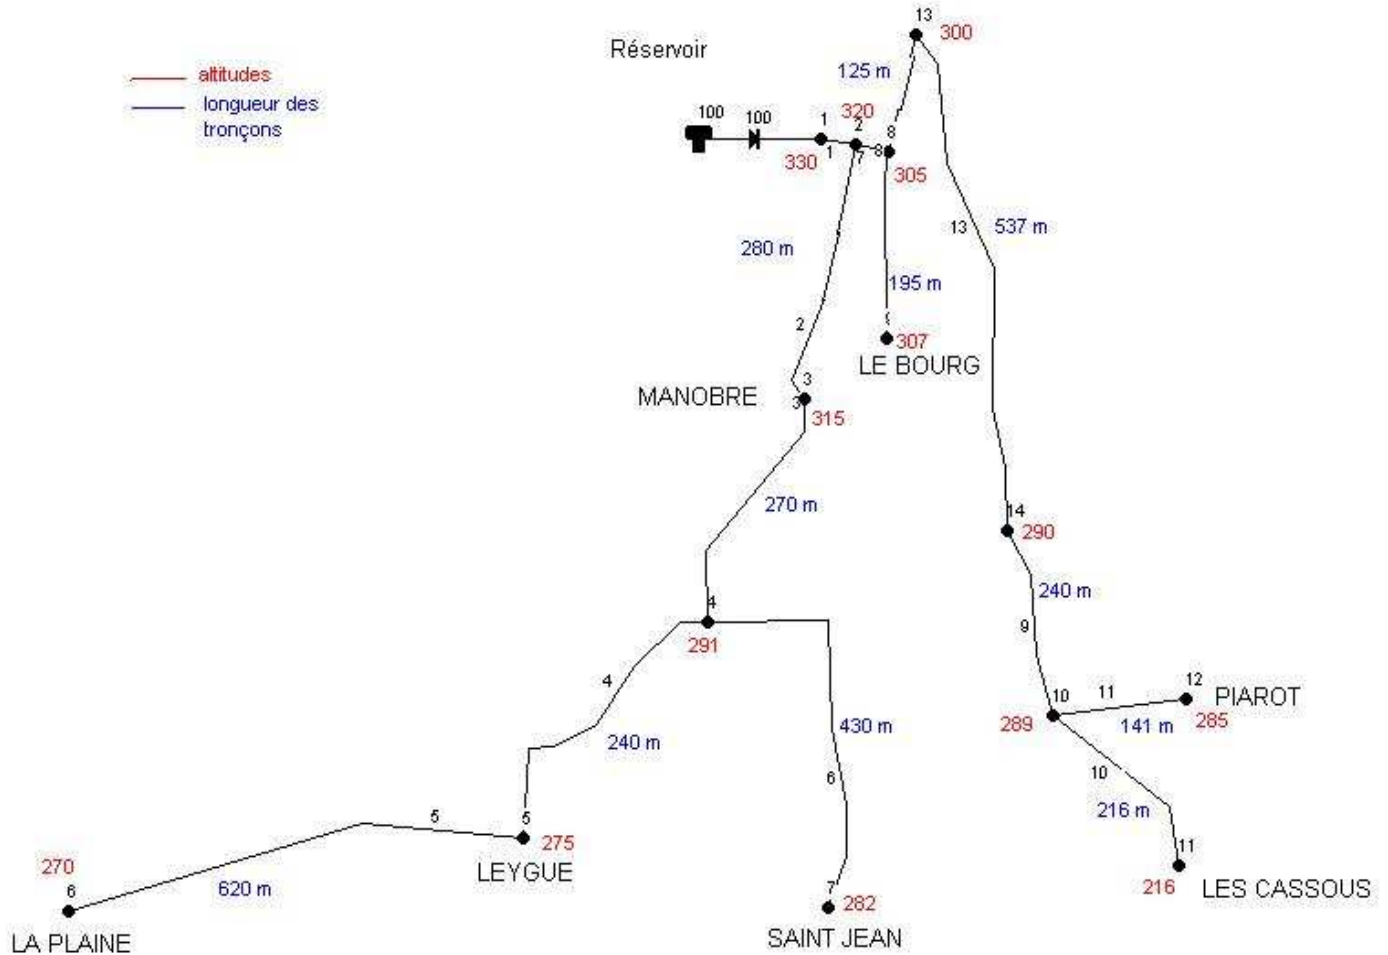 13
300
Réservoir
altitudes
125 m
longueur des
tronçons
320
100
100
1
2
8
1
7
8
330
305
13
537 m
280 m
195 m
2
307
LE BOURG
3
MANOBRE
3
315
270 m
14
290
240 m
4
291
9
4
10
11
12
PIAROT
289
141 m
285
240 m
430 m
10
6
216 m
5
5
275
11
270
LEYGUE
216
LES CASSOUS
6
620 m
7
282
LA PLAINE
SAINT JEAN